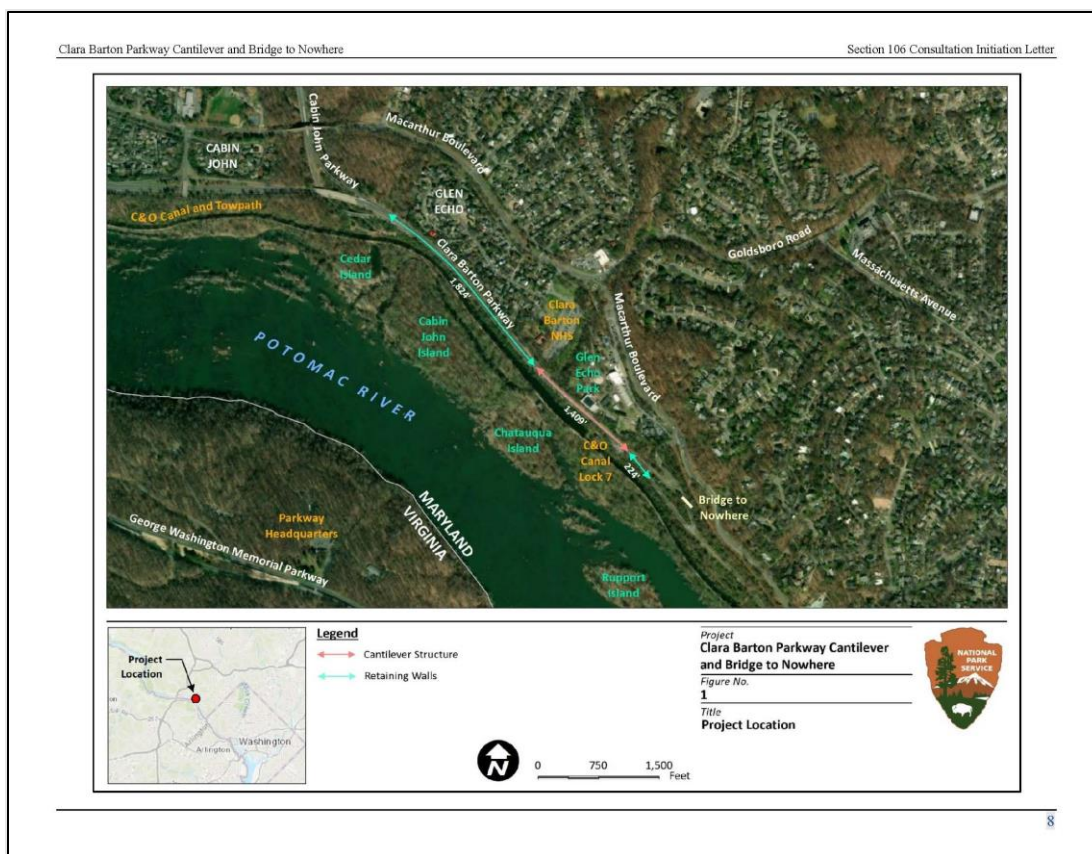 Clara Barton Parkway Cantilever and Bridge to Nowhere
Section 106 Consultation Initiation Letter
Cabin John Parkway
Macarthur Boulevard
CABIN
JOHN
GLEN
ECHO
C&O Canal and Towpath
Goldsboro Road
Massachusetts Avenue
Cedar
Island
Clara Barton Parkway
1,824'
Clara
Barton
NHS
Cabin
John
Island
Macarthur Boulevard
POTOMAC RIVER
Glen
Echo
Park
1,409'
Chatauqua
Island
C&O
Canal
Lock 7
224'
Bridge to
Nowhere
MARYLAND
VIRGINIA
Parkway
Headquarters
George Washington Memorial Parkway
Rupport
Island
Project
Location
Arlington
Arlington
Washington
Legend
Cantilever Structure
Retaining Walls
N
0 750 1,500
Feet
Project
Clara Barton Parkway Cantilever
and Bridge to Nowhere
Figure No.
1
Title
Project Location
NATIONAL
PARK
SERVICE
8